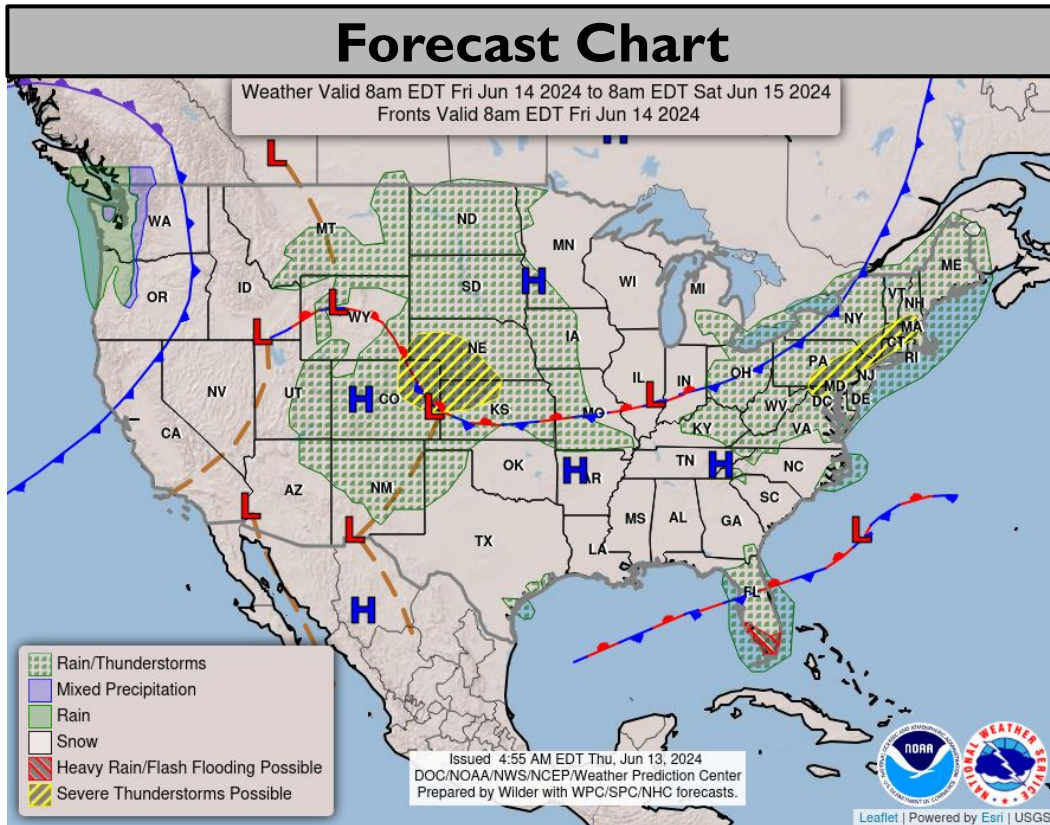 Forecast Chart
Weather Valid 8am EDT Fri Jun 14 2024 to 8am EDT Sat Jun 15 2024
Fronts Valid 8am EDT Fri Jun 14 2024
H
L
WA
MT
ND
MN
ME
OR
ID
L
WY
SD
H
WI
MI
VT
NH
NY
MA
L
NE
IA
CT
RI
NV
UT
H
CO
L
KS
MO
IL
L
IN
OH
PA
NJ
MD
DE
DC
WV
VA
KY
CA
AZ
NM
OK
H
AR
TN
H
NC
SC
L
L
TX
LA
MS
AL
GA
L
H
FL
Rain/Thunderstorms
Mixed Precipitation
Rain
Snow
Heavy Rain/Flash Flooding Possible
Severe Thunderstorms Possible
Issued 4:55 AM EDT Thu, Jun 13, 2024
DOC/NOAA/NWS/NCEP/Weather Prediction Center
Prepared by Wilder with WPC/SPC/NHC forecasts.
NOAA
NATIONAL WEATHER SERVICE
Leaflet | Powered by Esri | USGS